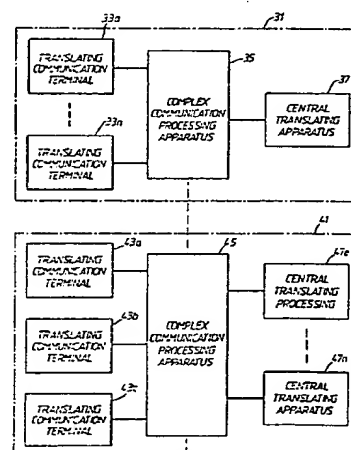 33a
31
TRANSLATING
COMMUNICATION
TERMINAL
35
37
COMPLEX
COMMUNICATION
PROCESSING
APPARATUS
CENTRAL
TRANSLATING
APPARATUS
33n
TRANSLATING
COMMUNICATION
TERMINAL
41
43a
45
47a
TRANSLATING
COMMUNICATION
TERMINAL
CENTRAL
TRANSLATING
PROCESSING
43b
TRANSLATING
COMMUNICATION
TERMINAL
COMPLEX
COMMUNICATION
PROCESSING
APPARATUS
47n
TRANSLATING
COMMUNICATION
TERMINAL
CENTRAL
TRANSLATING
APPARATUS